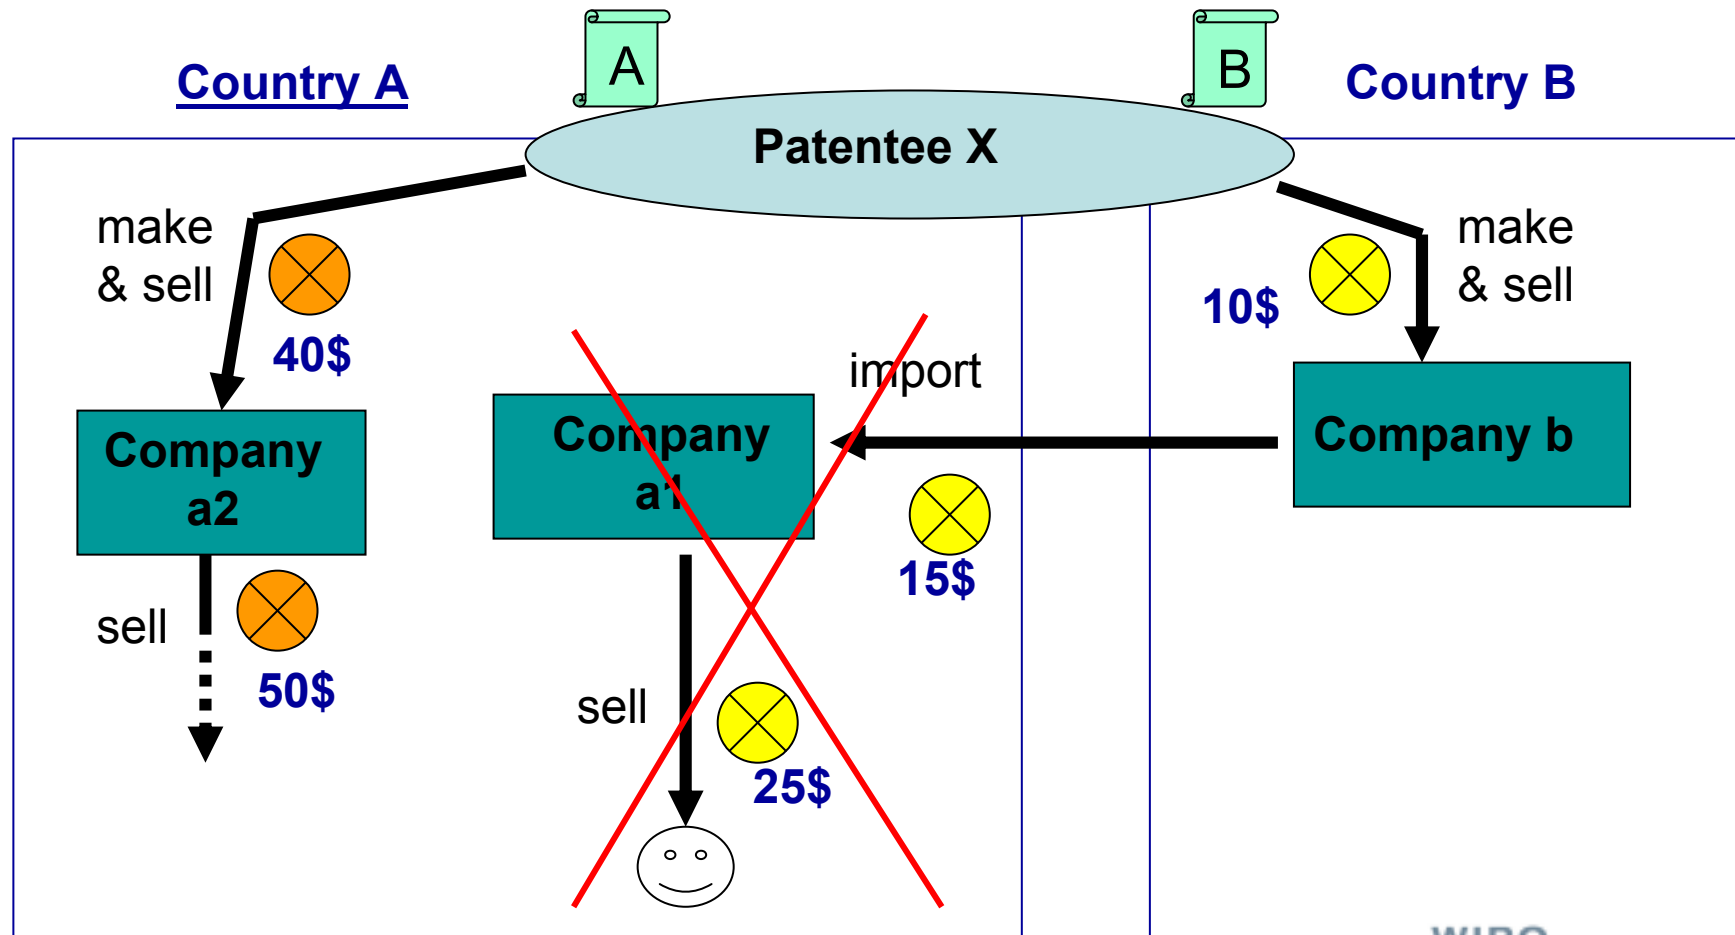 A
B
Country A
Country B
Patentee X
make
& sell
40$
10$
make
& sell
import
Company
a2
Company
a1
Company b
15$
sell
50$
sell
25$